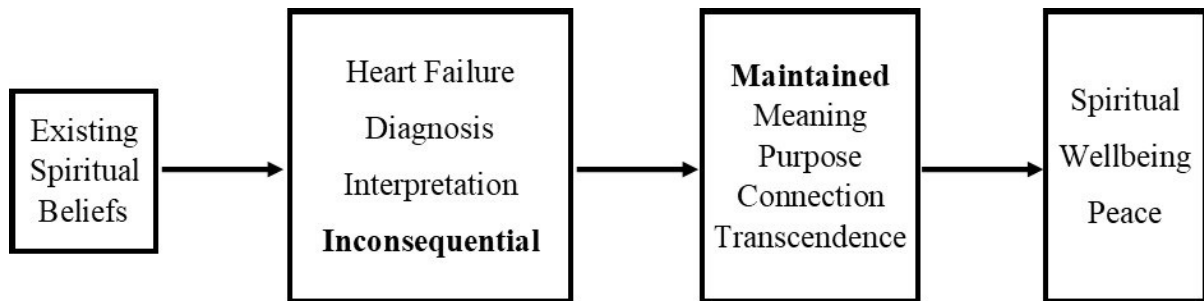 Existing
Spiritual
Beliefs
Heart Failure
Diagnosis
Interpretation
Inconsequential
Maintained
Meaning
Purpose
Connection
Transcendence
Spiritual
Wellbeing
Peace